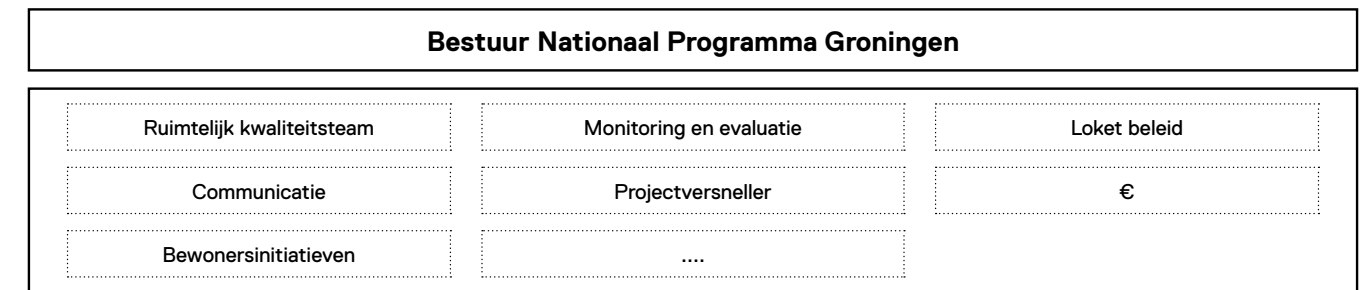 Bestuur Nationaal Programma Groningen
Ruimtelijk kwaliteitsteam
Monitoring en evaluatie
Loket beleid
Communicatie
Projectversneller
€
Bewonersinitiatieven
....